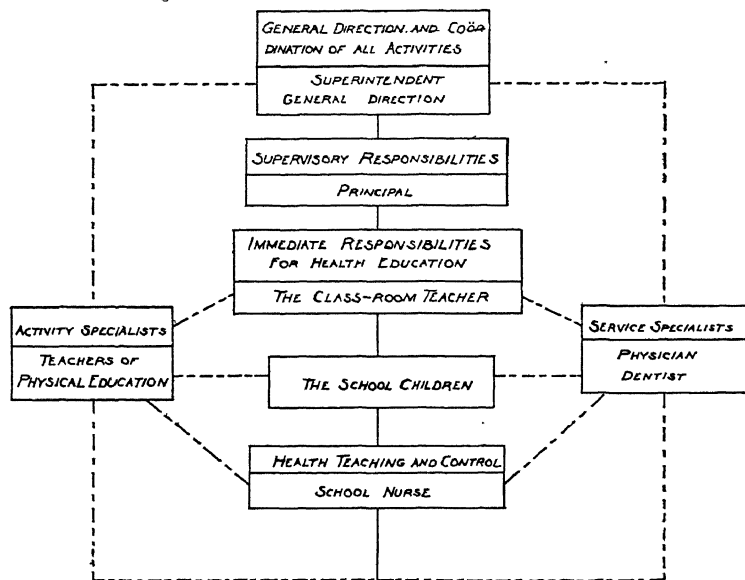 GENERAL DIRECTION AND COÖR
DINATION OF ALL ACTIVITIES
SUPERINTENDENT
GENERAL DIRECTION
SUPERVISORY RESPONSIBILITIES
PRINCIPAL
IMMEDIATE RESPONSIBILITIES
FOR HEALTH EDUCATION
THE CLASS-ROOM TEACHER
ACTIVITY SPECIALISTS
TEACHERS OF
PHYSICAL EDUCATION
SERVICE SPECIALISTS
PHYSICIAN
DENTIST
THE SCHOOL CHILDREN
HEALTH TEACHING AND CONTROL
SCHOOL NURSE